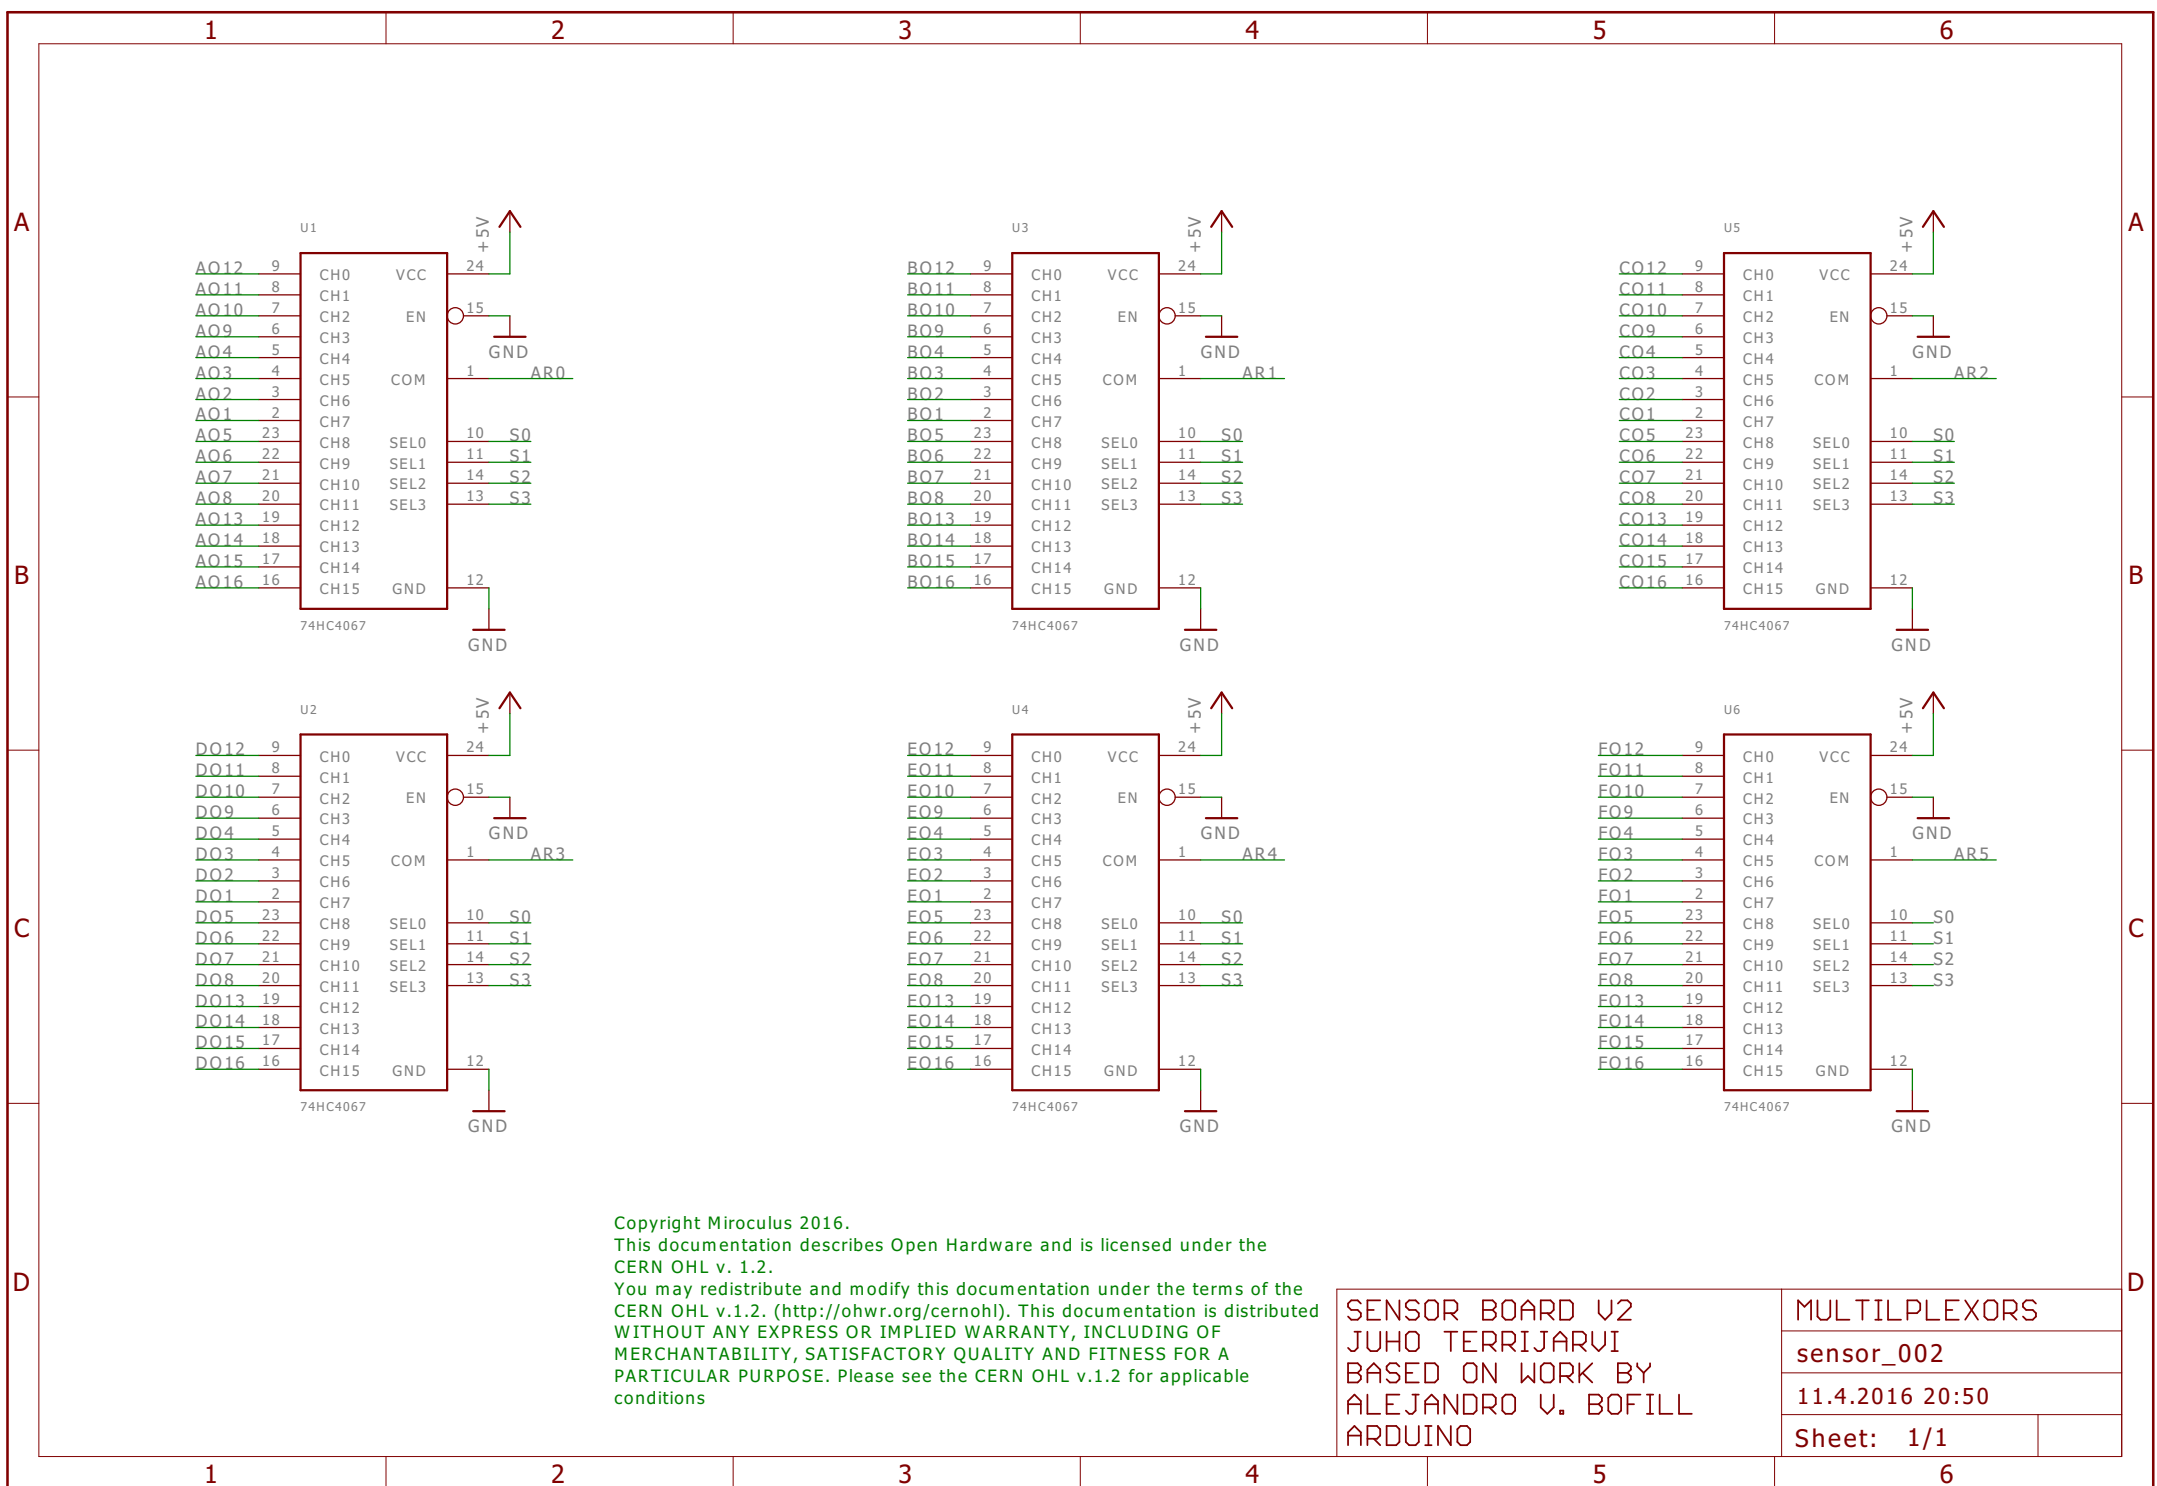 1 2 3 4 5 6
A A
U1 +5V U3 +5V U5 +5V
AO12 9 CH0 VCC 24 BO12 9 CH0 VCC 24 CO12 9 CH0 VCC 24
AO11 8 CH1 BO11 8 CH1 CO11 8 CH1
AO10 7 CH2 EN 15 BO10 7 CH2 EN 15 CO10 7 CH2 EN 15
AO9 6 CH3 BO9 6 CH3 CO9 6 CH3
AO4 5 CH4 GND BO4 5 CH4 GND CO4 5 CH4 GND
AO3 4 CH5 COM 1 AR0 BO3 4 CH5 COM 1 AR1 CO3 4 CH5 COM 1 AR2
AO2 3 CH6 BO2 3 CH6 CO2 3 CH6
AO1 2 CH7 BO1 2 CH7 CO1 2 CH7
AO5 23 CH8 SEL0 10 S0 BO5 23 CH8 SEL0 10 S0 CO5 23 CH8 SEL0 10 S0
AO6 22 CH9 SEL1 11 S1 BO6 22 CH9 SEL1 11 S1 CO6 22 CH9 SEL1 11 S1
AO7 21 CH10 SEL2 14 S2 BO7 21 CH10 SEL2 14 S2 CO7 21 CH10 SEL2 14 S2
AO8 20 CH11 SEL3 13 S3 BO8 20 CH11 SEL3 13 S3 CO8 20 CH11 SEL3 13 S3
AO13 19 CH12 BO13 19 CH12 CO13 19 CH12
AO14 18 CH13 BO14 18 CH13 CO14 18 CH13
AO15 17 CH14 BO15 17 CH14 CO15 17 CH14
B B
AO16 16 CH15 GND 12 BO16 16 CH15 GND 12 CO16 16 CH15 GND 12
74HC4067 74HC4067 74HC4067
GND GND GND
U2 +5V U4 +5V U6 +5V
DO12 9 CH0 VCC 24 EO12 9 CH0 VCC 24 FO12 9 CH0 VCC 24
DO11 8 CH1 EO11 8 CH1 FO11 8 CH1
DO10 7 CH2 EN 15 EO10 7 CH2 EN 15 FO10 7 CH2 EN 15
DO9 6 CH3 EO9 6 CH3 FO9 6 CH3
DO4 5 CH4 GND EO4 5 CH4 GND FO4 5 CH4 GND
DO3 4 CH5 COM 1 AR3 EO3 4 CH5 COM 1 AR4 FO3 4 CH5 COM 1 AR5
DO2 3 CH6 EO2 3 CH6 FO2 3 CH6
DO1 2 CH7 EO1 2 CH7 FO1 2 CH7
DO5 23 CH8 SEL0 10 S0 EO5 23 CH8 SEL0 10 S0 FO5 23 CH8 SEL0 10 S0
C C
DO6 22 CH9 SEL1 11 S1 EO6 22 CH9 SEL1 11 S1 FO6 22 CH9 SEL1 11 S1
DO7 21 CH10 SEL2 14 S2 EO7 21 CH10 SEL2 14 S2 FO7 21 CH10 SEL2 14 S2
DO8 20 CH11 SEL3 13 S3 EO8 20 CH11 SEL3 13 S3 FO8 20 CH11 SEL3 13 S3
DO13 19 CH12 EO13 19 CH12 FO13 19 CH12
DO14 18 CH13 EO14 18 CH13 FO14 18 CH13
DO15 17 CH14 EO15 17 CH14 FO15 17 CH14
DO16 16 CH15 GND 12 EO16 16 CH15 GND 12 FO16 16 CH15 GND 12
74HC4067 74HC4067 74HC4067
GND GND GND
D D
Copyright Miroculus 2016.
This documentation describes Open Hardware and is licensed under the
CERN OHL v. 1.2.
You may redistribute and modify this documentation under the terms of the
CERN OHL v.1.2. (http://ohwr.org/cernohl). This documentation is distributed
WITHOUT ANY EXPRESS OR IMPLIED WARRANTY, INCLUDING OF
MERCHANTABILITY, SATISFACTORY QUALITY AND FITNESS FOR A
PARTICULAR PURPOSE. Please see the CERN OHL v.1.2 for applicable
conditions
SENSOR BOARD V2
JUHO TERRIJARVI
BASED ON WORK BY
ALEJANDRO V. BOFILL
ARDUINO
MULTILPLEXORS
sensor_002
11.4.2016 20:50
Sheet: 1/1
1 2 3 4 5 6